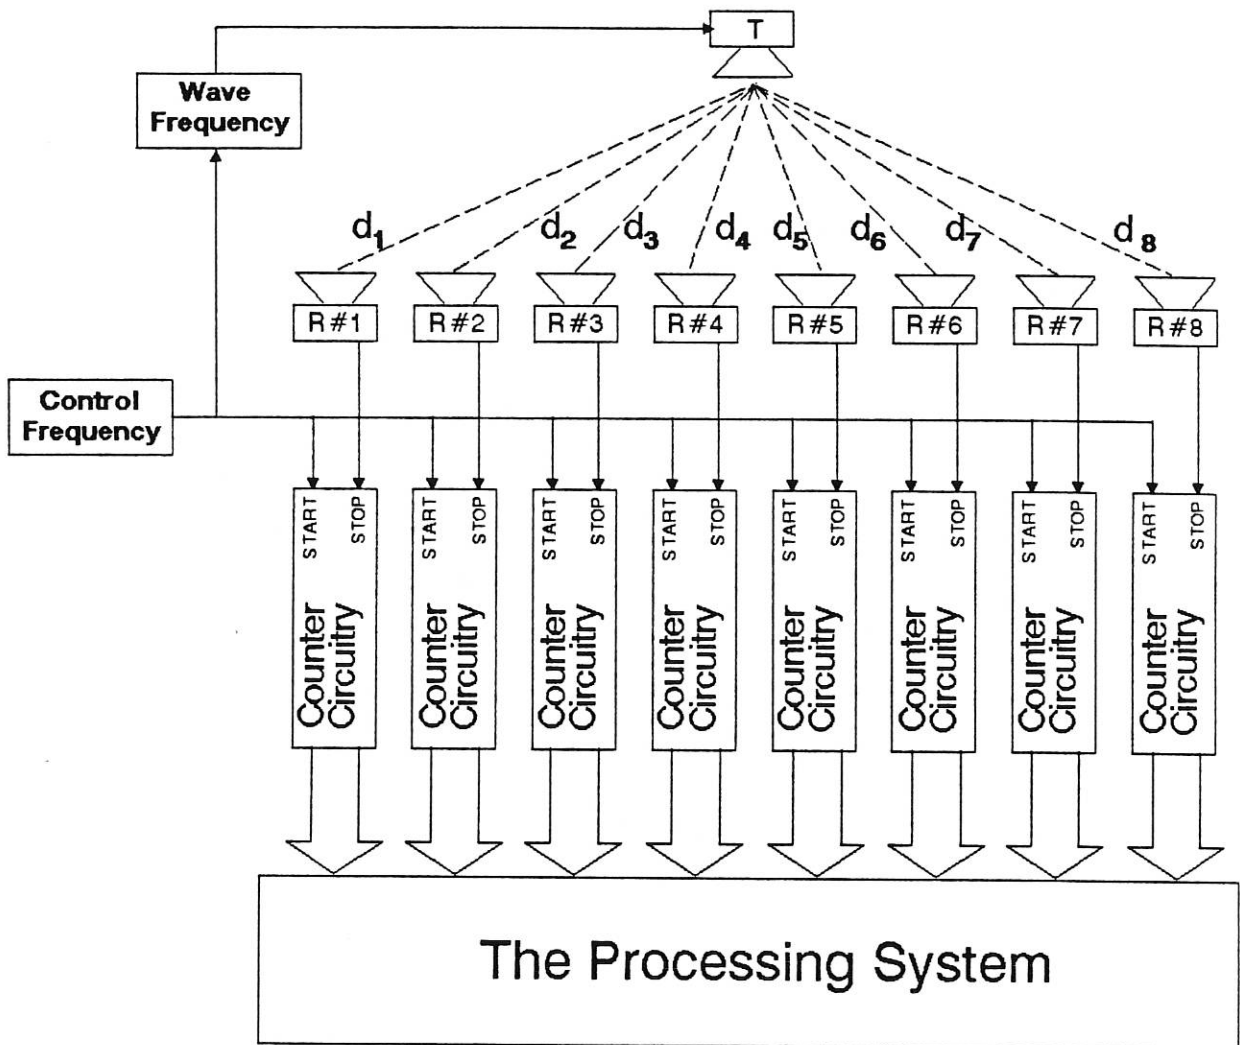 T
Wave
Frequency
d1 d2 d3 d4 d5 d6 d7 d8
R#1 R#2 R#3 R#4 R#5 R#6 R#7 R#8
Control
Frequency
START STOP START STOP START STOP START STOP START STOP START STOP START STOP START STOP
Counter Circuitry Counter Circuitry Counter Circuitry Counter Circuitry Counter Circuitry Counter Circuitry Counter Circuitry Counter Circuitry
The Processing System